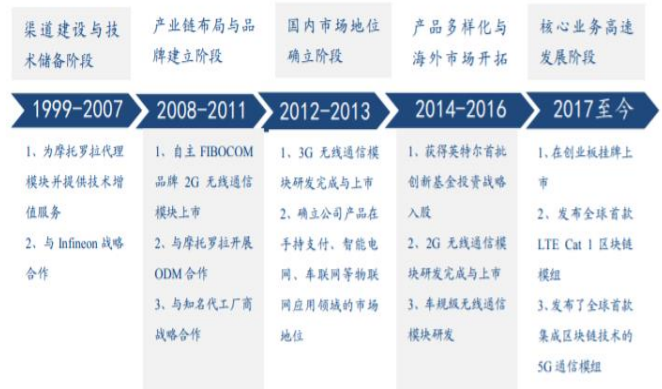 渠道建设与技
术储备阶段
产业链布局与品
牌建立阶段
国内市场地位
确立阶段
产品多样化与
海外市场开拓
核心业务高速
发展阶段
1999-2007
2008-2011
2012-2013
2014-2016
2017至今
1、为摩托罗拉代理
模块并提供技术增
值服务
2、与 Infineon 战略
合作
1、自主 FIBOCOM
品牌 2G 无线通信
模块上市
2、与摩托罗拉开展
ODM 合作
3、与知名代工厂商
战略合作
1、3G 无线通信模
块研发完成与上市
2、确立公司产品在
手持支付、智能电
网、车联网等物联
网应用领域的市场
地位
1、获得英特尔首批
创新基金投资战略
入股
2、2G 无线通信模
块研发完成与上市
3、车规级无线通信
模块研发
1、在创业板挂牌上
市
2、发布全球首款
LTE Cat 1 区块链
模组
3、发布了全球首款
集成区块链技术的
5G 通信模组